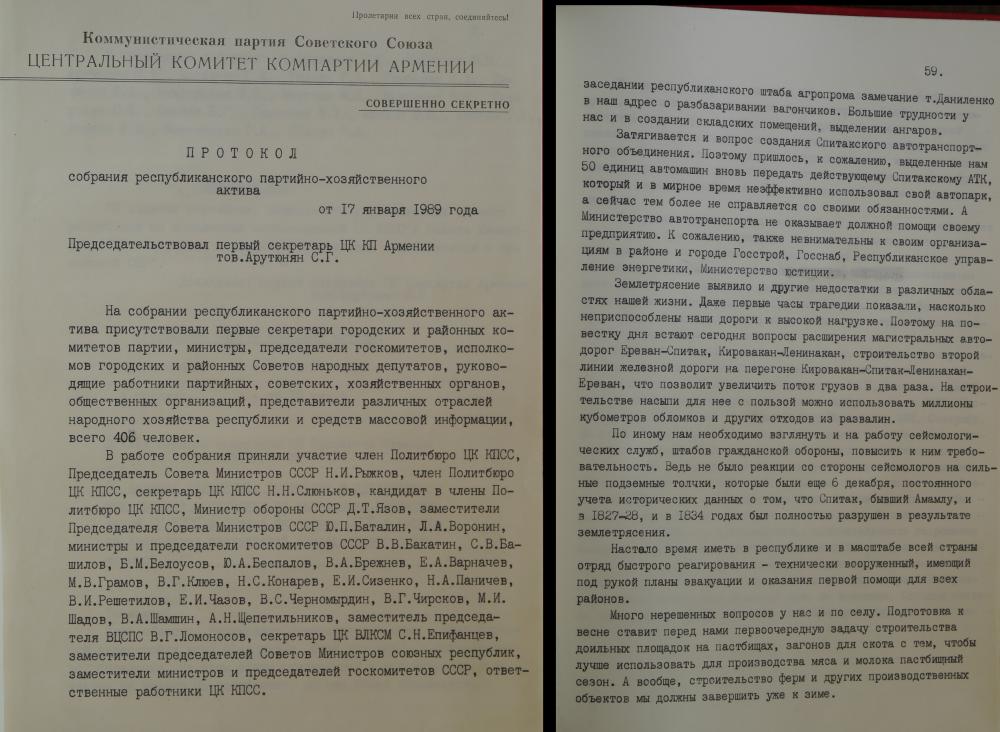 Пролетарии всех стран, соединяйтесь!
Коммунистическая партия Советского Союза
ЦЕНТРАЛЬНЫЙ КОМИТЕТ КОМПАРТИИ АРМЕНИИ
СОВЕРШЕННО СЕКРЕТНО
ПРОТОКОЛ
собрания республиканского партийно-хозяйственного
актива
от 17 января 1989 года
Председательствовал первый секретарь ЦК КП Армении
тов.Арутюнян С.Г.
На собрании республиканского партийно-хозяйственного ак-
тива присутствовали первые секретари городских и районных ко-
митетов партии, министры, председатели госкомитетов, исполко-
мов городских и районных Советов народных депутатов, руково-
дящие работники партийных, советских, хозяйственных органов,
общественных организаций, представители различных отраслей
народного хозяйства республики и средств массовой информации,
всего 406 человек.
В работе собрания приняли участие член Политбюро ЦК КПСС,
Председатель Совета Министров СССР Н.И.Рыжков, член Политбюро
ЦК КПСС, секретарь ЦК КПСС Н.Н.Слюньков, кандидат в члены По-
литбюро ЦК КПСС, Министр обороны СССР Д.Т.Язов, заместители
Председателя Совета Министров СССР Ю.П.Баталин, Л.А.Воронин,
министры и председатели госкомитетов СССР В.В.Бакатин, С.В.Ба-
шилов, Б.М.Белоусов, Ю.А.Беспалов, В.А.Брежнев, Е.А.Варначев,
М.В.Грамов, В.Г.Клюев, Н.С.Конарев, Е.И.Сизенко, Н.А.Паничев,
В.И.Решетилов, Е.И.Чазов, В.С.Черномырдин, В.Г.Чирсков, М.И.
Шадов, В.А.Шамшин, А.Н.Щепетильников, заместитель председа-
теля ВЦСПС В.Г.Ломоносов, секретарь ЦК ВЛКСМ С.Н.Епифанцев,
заместители председателей Советов Министров союзных республик,
заместители министров и председателей госкомитетов СССР, ответ-
ственные работники ЦК КПСС.
59.
заседании республиканского штаба агропрома замечание т.Даниленко
в наш адрес о разбазаривании вагончиков. Большие трудности у
нас и в создании складских помещений, выделении ангаров.
Затягивается и вопрос создания Спитакского автотранспорт-
ного объединения. Поэтому пришлось, к сожалению, выделенные нам
50 единиц автомашин вновь передать действующему Спитакскому АТК,
который и в мирное время неэффективно использовал свой автопарк,
а сейчас тем более не справляется со своими обязанностями. А
Министерство автотранспорта не оказывает должной помощи своему
предприятию. К сожалению, также невнимательны к своим организа-
циям в районе и городе Госстрой, Госснаб, Республиканское управ-
ление энергетики, Министерство юстиции.
Землетрясение выявило и другие недостатки в различных обла-
стях нашей жизни. Даже первые часы трагедии показали, насколько
неприспособлены наши дороги к высокой нагрузке. Поэтому на по-
вестку дня встают сегодня вопросы расширения магистральных авто-
дорог Ереван-Спитак, Кировакан-Ленинакан, строительство второй
линии железной дороги на перегоне Кировакан-Спитак-Ленинакан-
Ереван, что позволит увеличить поток грузов в два раза. На строи-
тельстве насыпи для нее с пользой можно использовать миллионы
кубометров обломков и других отходов из развалин.
По иному нам необходимо взглянуть и на работу сейсмологи-
ческих служб, штабов гражданской обороны, повысить к ним требо-
вательность. Ведь не было реакции со стороны сейсмологов на силь-
ные подземные толчки, которые были еще 6 декабря, постоянного
учета исторических данных о том, что Спитак, бывший Амамлу, и
в 1827-28, и в 1834 годах был полностью разрушен в результате
землетрясения.
Настало время иметь в республике и в масштабе всей страны
отряд быстрого реагирования - технически вооруженный, имеющий
под рукой планы эвакуации и оказания первой помощи для всех
районов.
Много нерешенных вопросов у нас и по селу. Подготовка к
весне ставит перед нами первоочередную задачу строительства
доильных площадок на пастбищах, загонов для скота с тем, чтобы
лучше использовать для производства мяса и молока пастбищный
сезон. А вообще, строительство ферм и других производственных
объектов мы должны завершить уже к зиме.